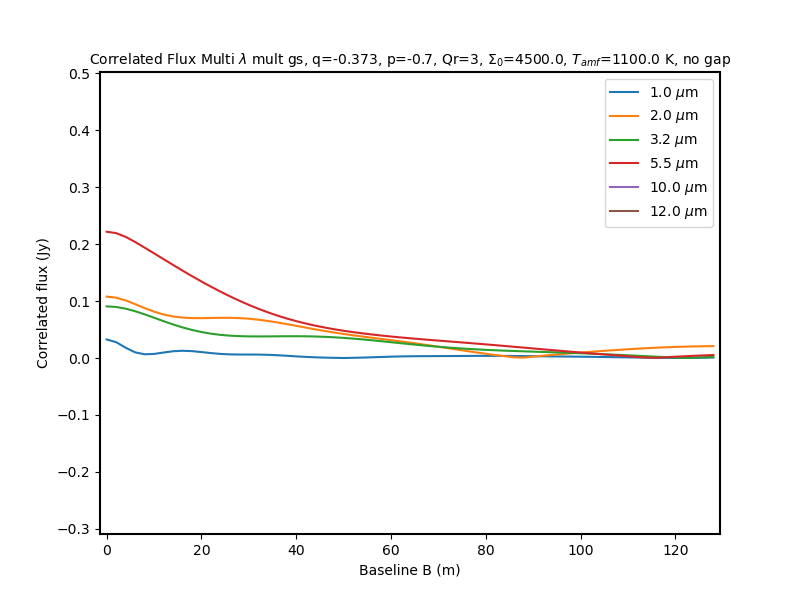 Correlated Flux Multi λ mult gs, q=-0.373, p=-0.7, Qr=3, Σ₀=4500.0, T_amf=1100.0 K, no gap
0.5
0.4
0.3
0.2
0.1
0.0
−0.1
−0.2
−0.3
Correlated flux (Jy)
1.0 μm
2.0 μm
3.2 μm
5.5 μm
10.0 μm
12.0 μm
0 20 40 60 80 100 120
Baseline B (m)